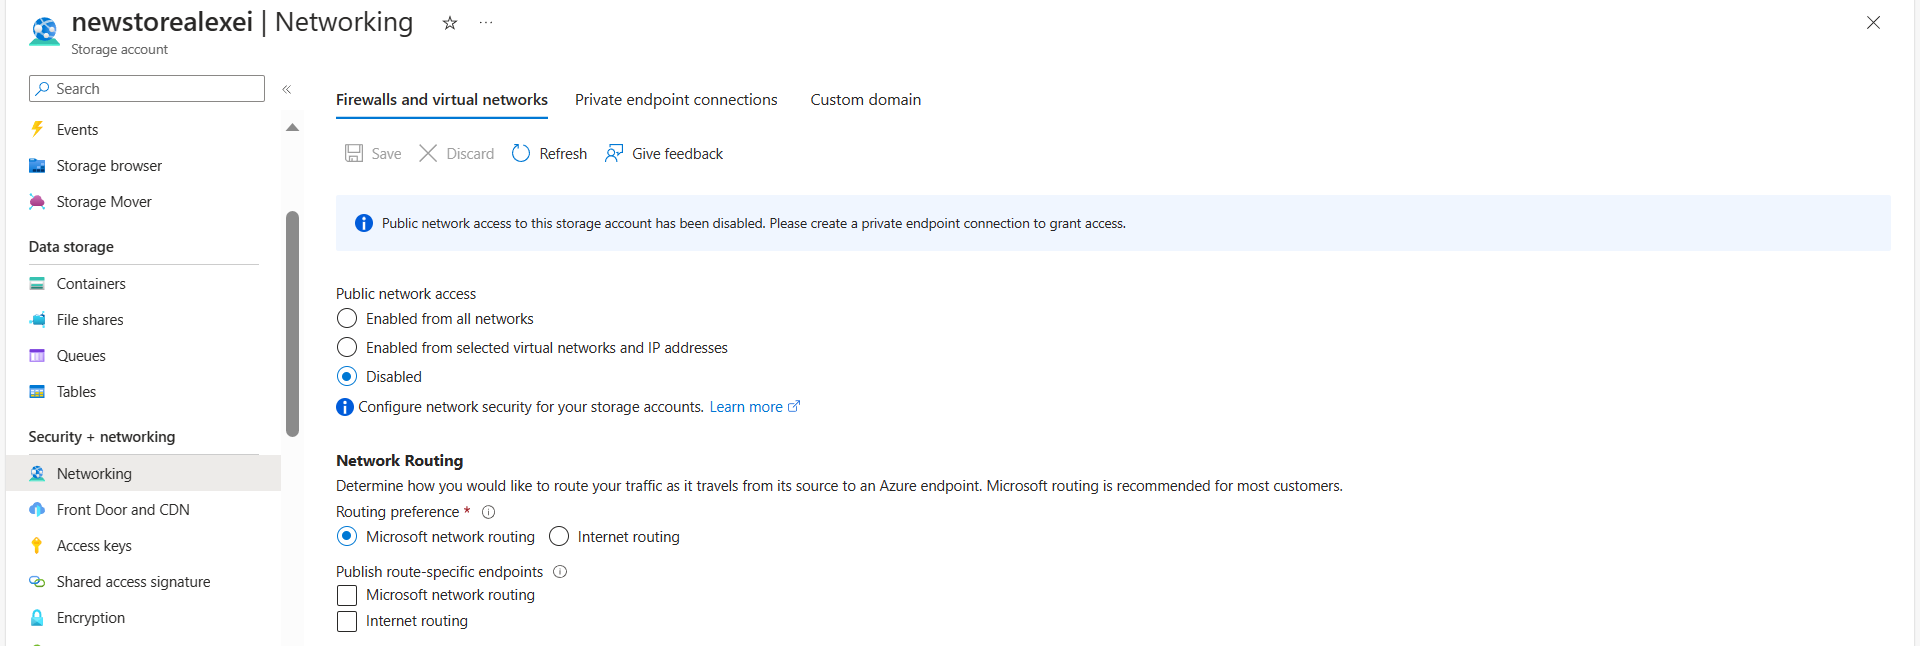 newstorealexei | Networking
Storage account
Search
Events
Storage browser
Storage Mover
Data storage
Containers
File shares
Queues
Tables
Security + networking
Networking
Front Door and CDN
Access keys
Shared access signature
Encryption
Firewalls and virtual networks Private endpoint connections Custom domain
Save Discard Refresh Give feedback
Public network access to this storage account has been disabled. Please create a private endpoint connection to grant access.
Public network access
Enabled from all networks
Enabled from selected virtual networks and IP addresses
Disabled
Configure network security for your storage accounts. Learn more
Network Routing
Determine how you would like to route your traffic as it travels from its source to an Azure endpoint. Microsoft routing is recommended for most customers.
Routing preference *
Microsoft network routing Internet routing
Publish route-specific endpoints
Microsoft network routing
Internet routing